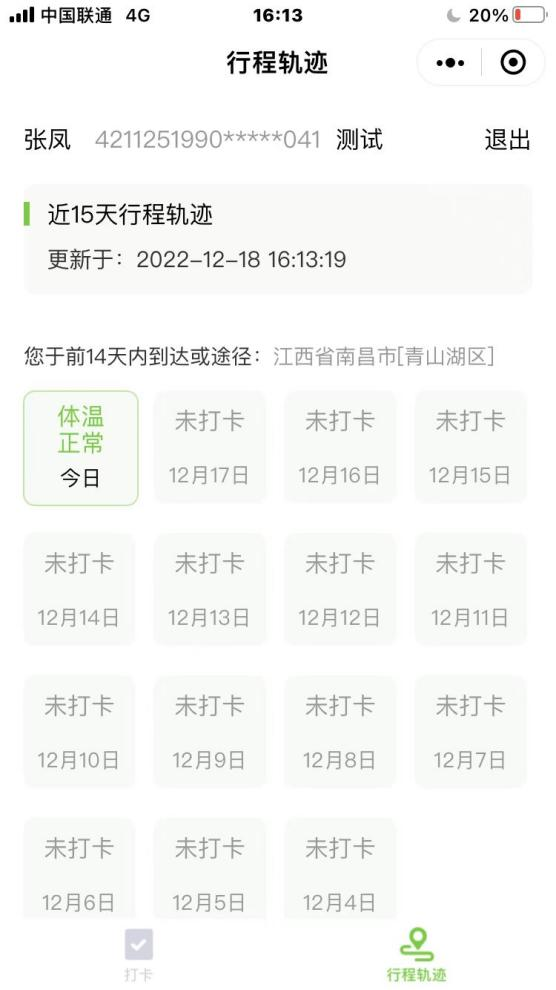 中国联通 4G 16:13 20%
行程轨迹
张凤 4211251990*****041 测试 退出
近15天行程轨迹
更新于：2022-12-18 16:13:19
您于前14天内到达或途径：江西省南昌市[青山湖区]
体温
正常
今日
未打卡
12月17日
未打卡
12月16日
未打卡
12月15日
未打卡
12月14日
未打卡
12月13日
未打卡
12月12日
未打卡
12月11日
未打卡
12月10日
未打卡
12月9日
未打卡
12月8日
未打卡
12月7日
未打卡
12月6日
未打卡
12月5日
未打卡
12月4日
打卡
行程轨迹